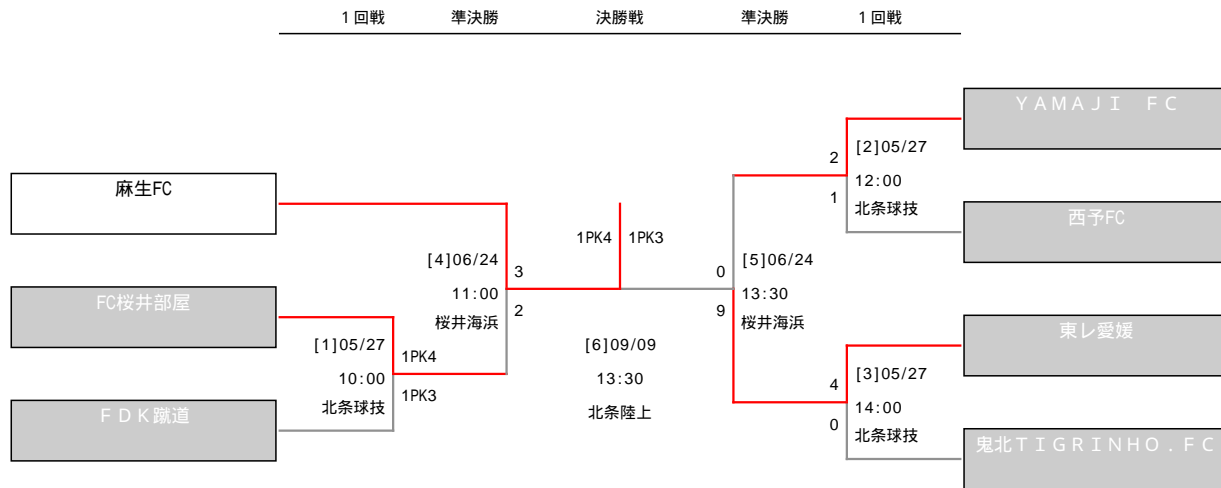 １回戦 準決勝 決勝戦 準決勝 １回戦
ＹＡＭＡＪＩ　ＦＣ
2
[2]05/27
12:00
北条球技
1
西予FC
麻生FC
[4]06/24
11:00
桜井海浜
3
2
FC桜井部屋
[1]05/27
10:00
北条球技
1PK4
1PK3
ＦＤＫ蹴道
1PK4 1PK3
[6]09/09
13:30
北条陸上
0
9
[5]06/24
13:30
桜井海浜
東レ愛媛
4
[3]05/27
14:00
北条球技
0
鬼北ＴＩＧＲＩＮＨＯ．ＦＣ